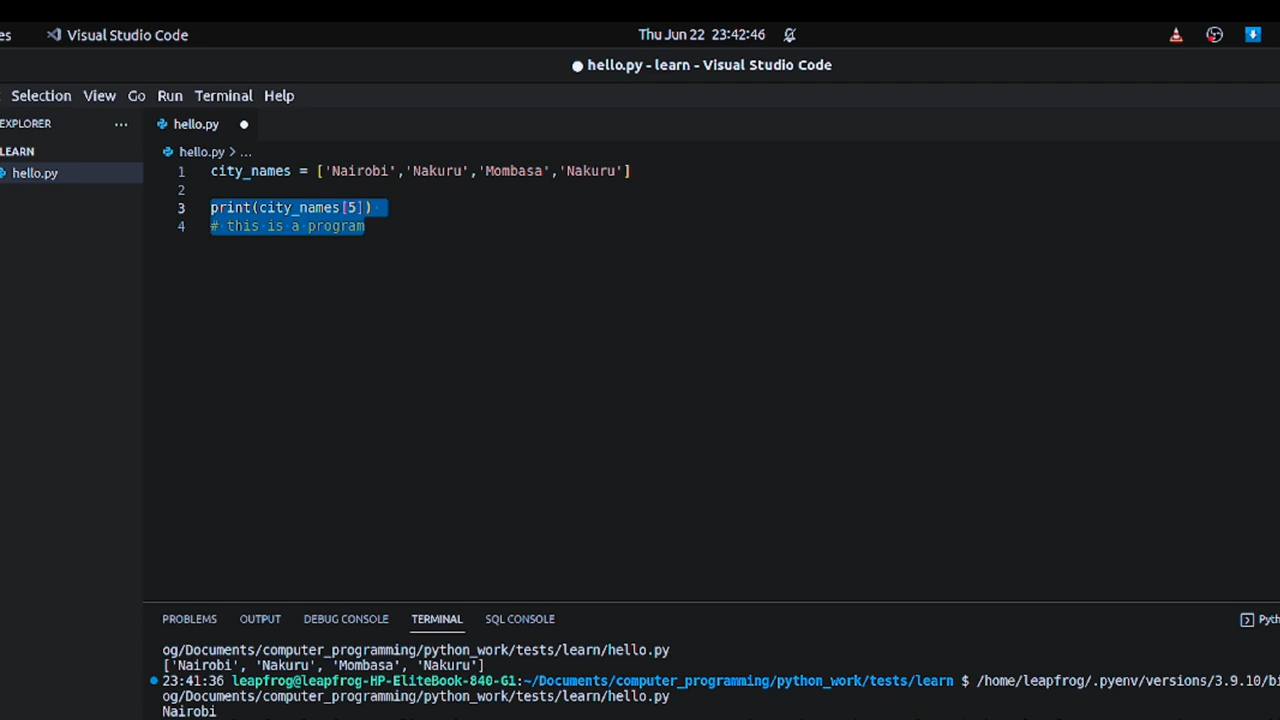 es Visual Studio Code Thu Jun 22 23:42:46
hello.py - learn - Visual Studio Code
Selection View Go Run Terminal Help
EXPLORER ... hello.py
LEARN
hello.py
hello.py > ...
1 city_names = ['Nairobi','Nakuru','Mombasa','Nakuru']
2
3 print(city_names[5])
4 # this is a program
PROBLEMS OUTPUT DEBUG CONSOLE TERMINAL SQL CONSOLE Pyth
og/Documents/computer_programming/python_work/tests/learn/hello.py
['Nairobi', 'Nakuru', 'Mombasa', 'Nakuru']
23:41:36 leapfrog@leapfrog-HP-EliteBook-840-G1:~/Documents/computer_programming/python_work/tests/learn $ /home/leapfrog/.pyenv/versions/3.9.10/bi
og/Documents/computer_programming/python_work/tests/learn/hello.py
Nairobi